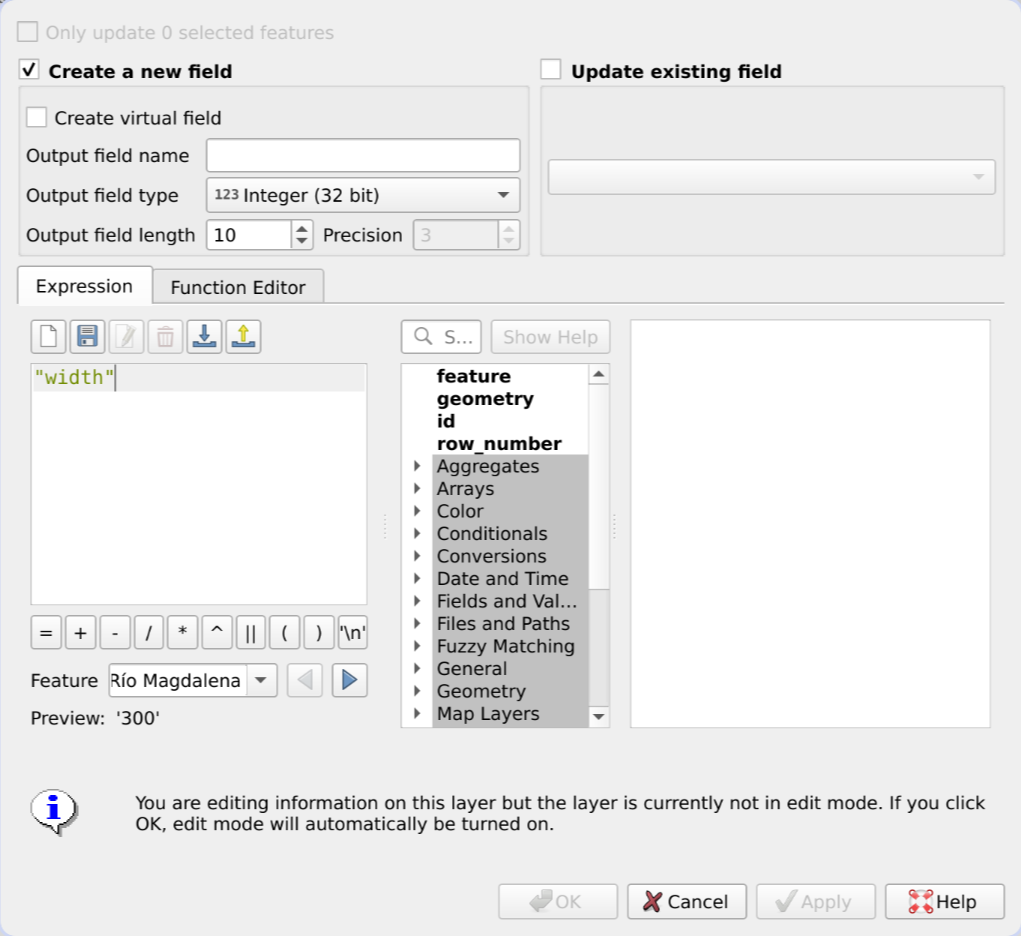 Only update 0 selected features
Create a new field
Update existing field
Create virtual field
Output field name
Output field type
123 Integer (32 bit)
Output field length
10
Precision
3
Expression
Function Editor
S...
Show Help
"width"
feature
geometry
id
row_number
Aggregates
Arrays
Color
Conditionals
Conversions
Date and Time
Fields and Val...
Files and Paths
Fuzzy Matching
General
Geometry
Map Layers
= + - / * ^ || ( ) '\n'
Feature
Río Magdalena
Preview: '300'
You are editing information on this layer but the layer is currently not in edit mode. If you click
OK, edit mode will automatically be turned on.
OK
Cancel
Apply
Help